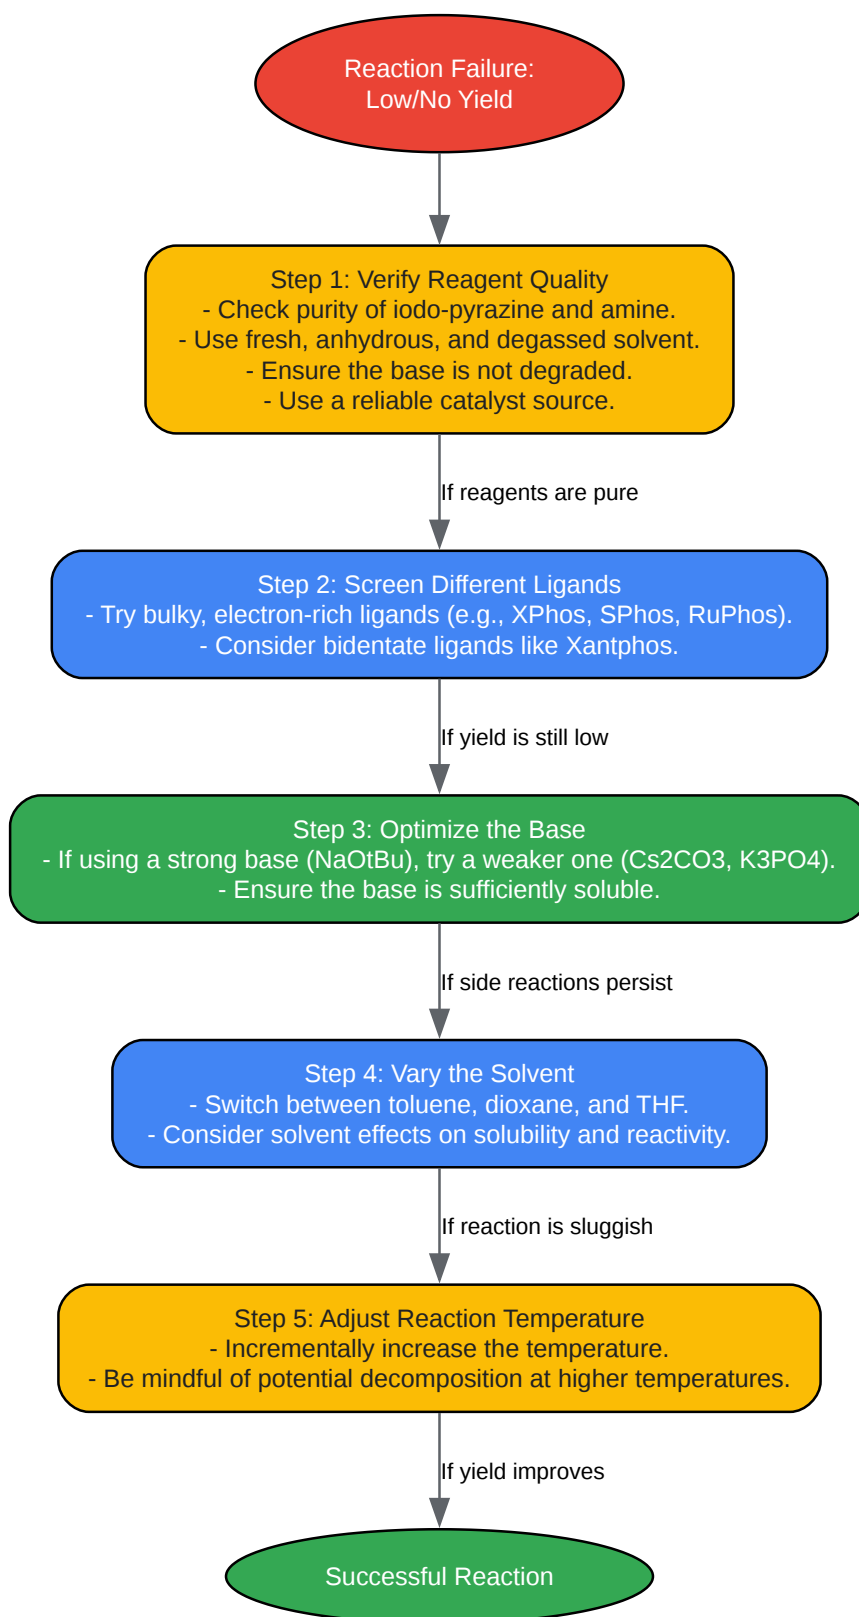 Reaction Failure:
Low/No Yield
Step 1: Verify Reagent Quality
- Check purity of iodo-pyrazine and amine.
- Use fresh, anhydrous, and degassed solvent.
- Ensure the base is not degraded.
- Use a reliable catalyst source.
If reagents are pure
Step 2: Screen Different Ligands
- Try bulky, electron-rich ligands (e.g., XPhos, SPhos, RuPhos).
- Consider bidentate ligands like Xantphos.
If yield is still low
Step 3: Optimize the Base
- If using a strong base (NaOtBu), try a weaker one (Cs2CO3, K3PO4).
- Ensure the base is sufficiently soluble.
If side reactions persist
Step 4: Vary the Solvent
- Switch between toluene, dioxane, and THF.
- Consider solvent effects on solubility and reactivity.
If reaction is sluggish
Step 5: Adjust Reaction Temperature
- Incrementally increase the temperature.
- Be mindful of potential decomposition at higher temperatures.
If yield improves
Successful Reaction